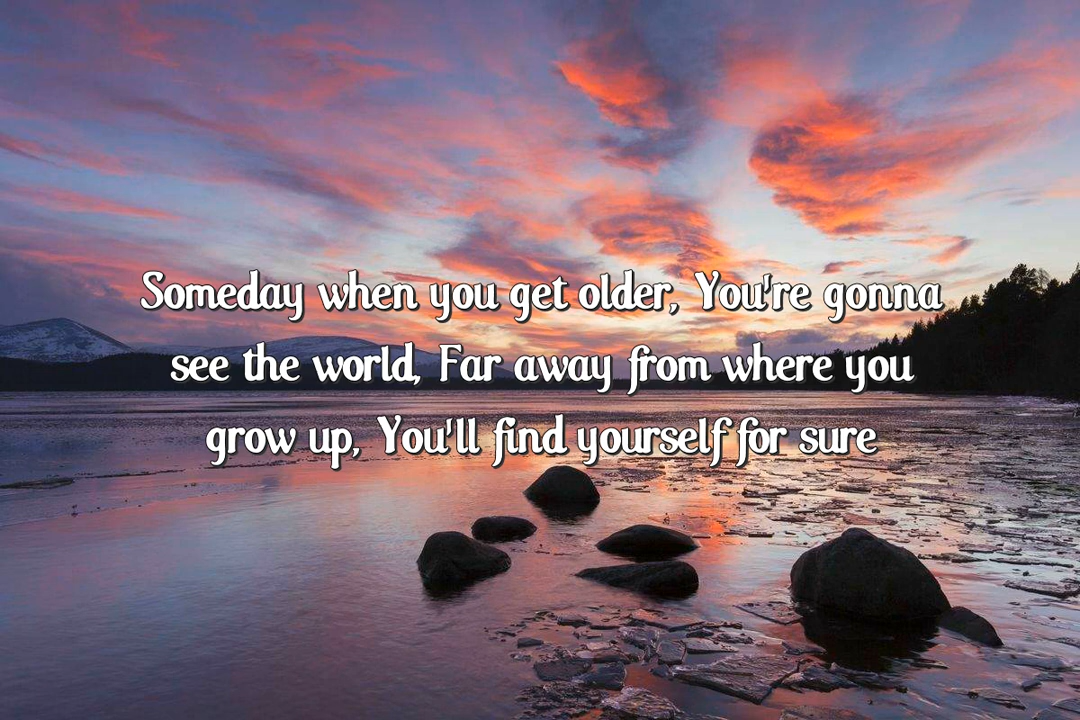 Someday when you get older, You're gonna
see the world, Far away from where you
grow up, You'll find yourself for sure